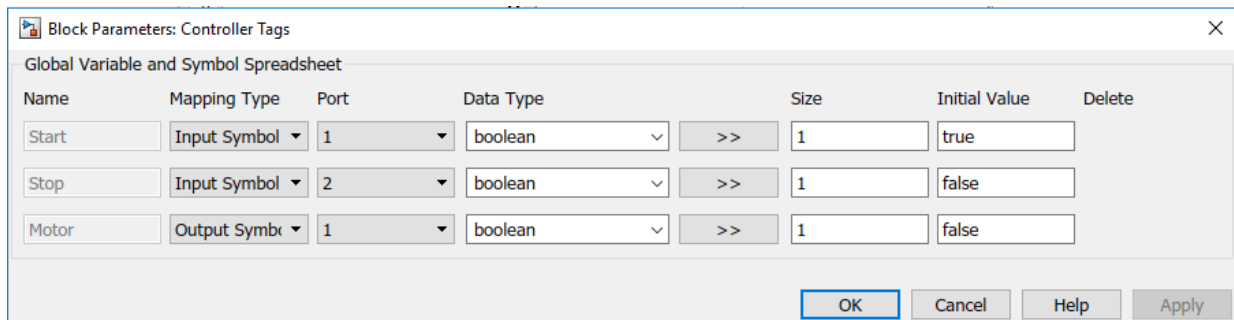 Block Parameters: Controller Tags
Global Variable and Symbol Spreadsheet
Name Mapping Type Port Data Type Size Initial Value Delete
Start Input Symbol 1 boolean >> 1 true
Stop Input Symbol 2 boolean >> 1 false
Motor Output Symbo 1 boolean >> 1 false
OK Cancel Help Apply